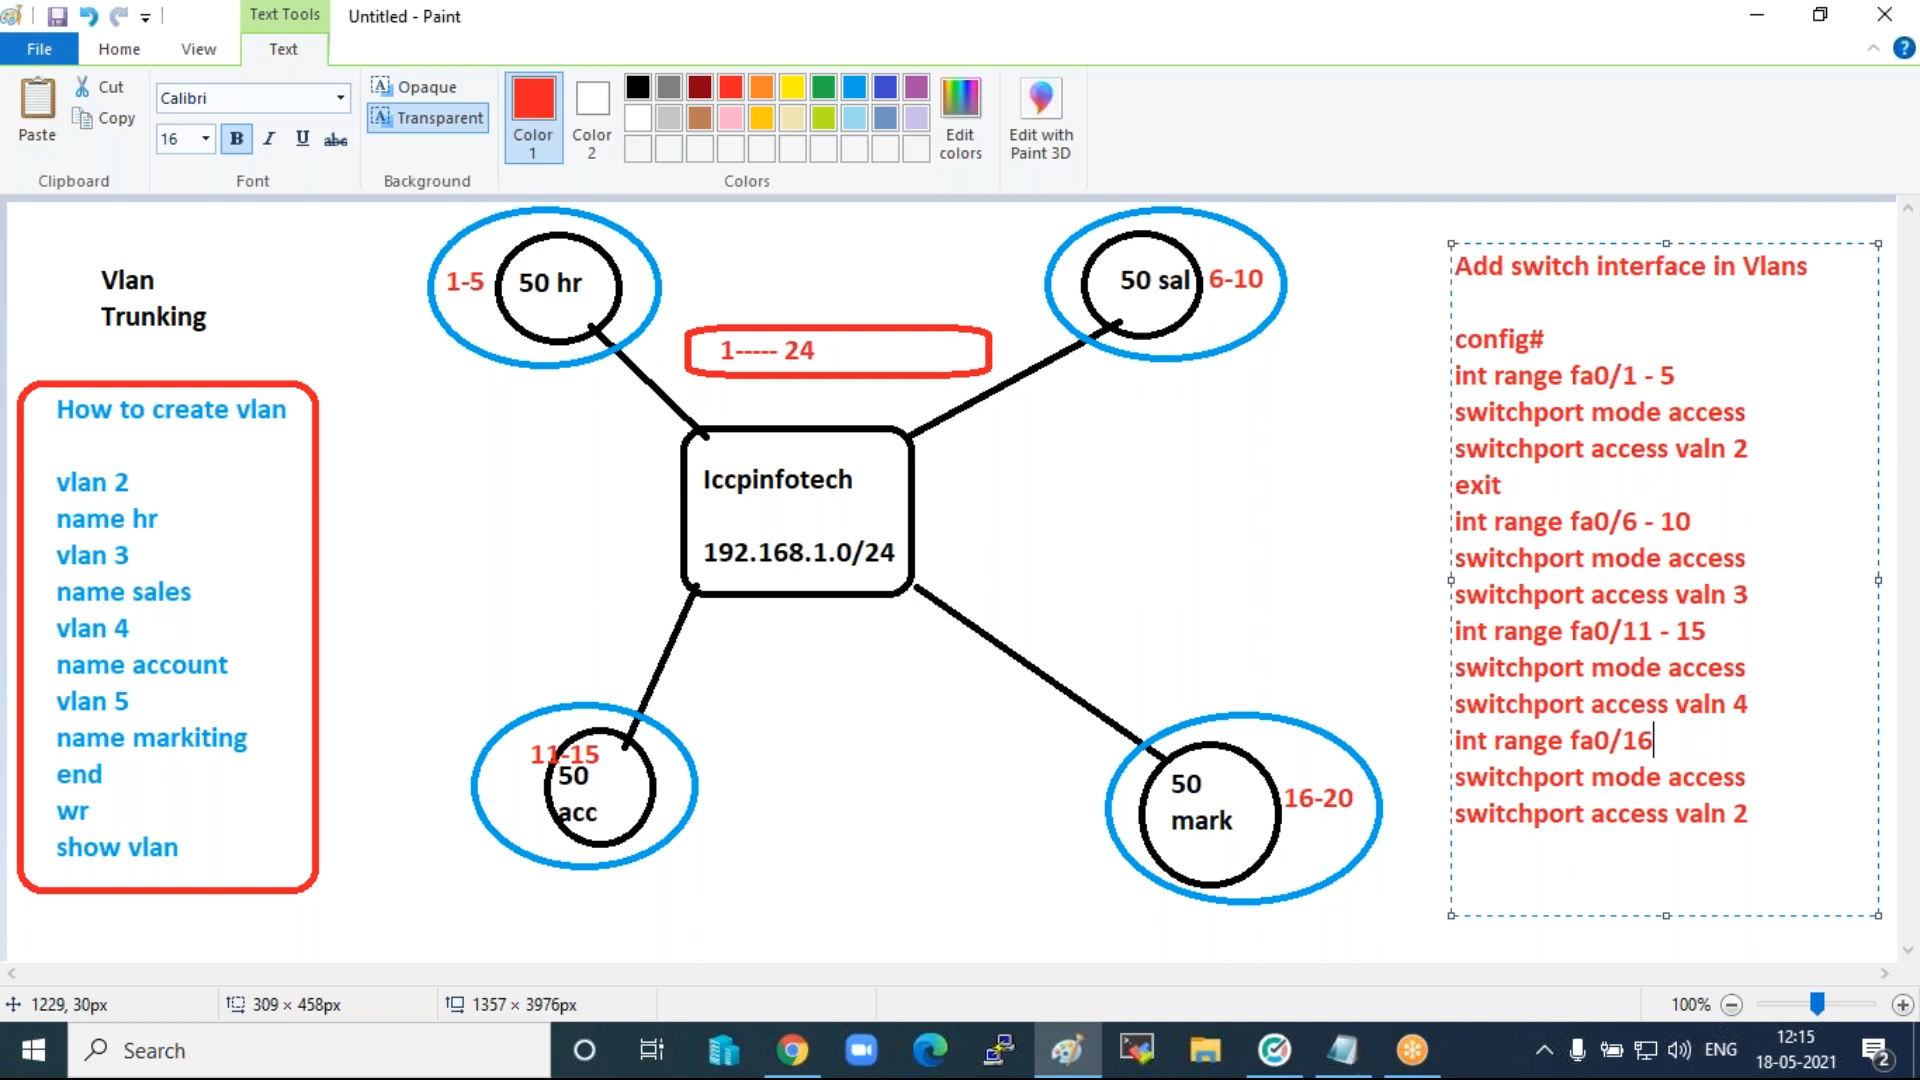 Text Tools
Untitled - Paint
File
Home
View
Text
Paste
Cut
Copy
Clipboard
Calibri
16
B
I
U
abc
Font
Opaque
Transparent
Background
Color
1
Color
2
Edit
colors
Colors
Edit with
Paint 3D
Vlan
Trunking
How to create vlan
vlan 2
name hr
vlan 3
name sales
vlan 4
name account
vlan 5
name markiting
end
wr
show vlan
1-5
50 hr
50 sal
6-10
1----- 24
Iccpinfotech
192.168.1.0/24
11-15
50
acc
50
mark
16-20
Add switch interface in Vlans
config#
int range fa0/1 - 5
switchport mode access
switchport access valn 2
exit
int range fa0/6 - 10
switchport mode access
switchport access valn 3
int range fa0/11 - 15
switchport mode access
switchport access valn 4
int range fa0/16
switchport mode access
switchport access valn 2
1229, 30px
309 × 458px
1357 × 3976px
100%
Search
ENG
12:15
18-05-2021
2